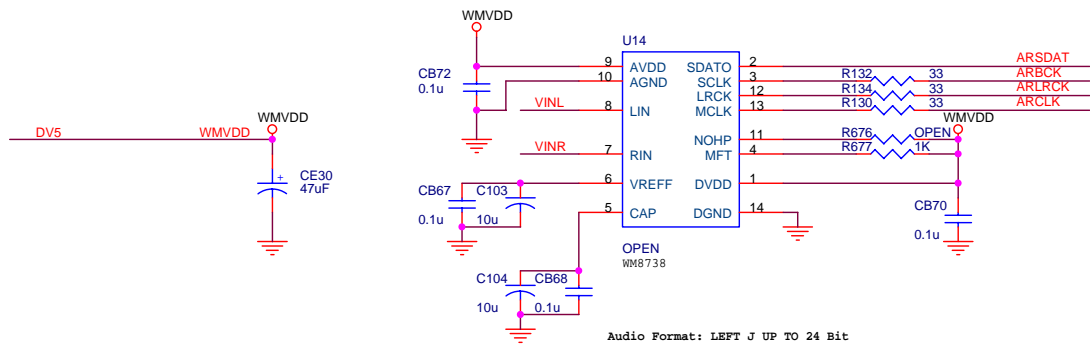 WMVDD
U14
CB72
0.1u
9
AVDD
SDATO
2
ARSDAT
10
AGND
SCLK
3
R132
33
ARBCK
LRCK
12
R134
33
ARLRCK
VINL
8
LIN
MCLK
13
R130
33
ARCLK
DV5
WMVDD
WMVDD
WMVDD
NOHP
11
R676
OPEN
VINR
7
RIN
MFT
4
R677
1K
CE30
47uF
+
CB67
0.1u
C103
10u
6
VREFF
DVDD
1
5
CAP
DGND
14
CB70
0.1u
OPEN
WM8738
C104
10u
CB68
0.1u
Audio Format: LEFT J UP TO 24 Bit